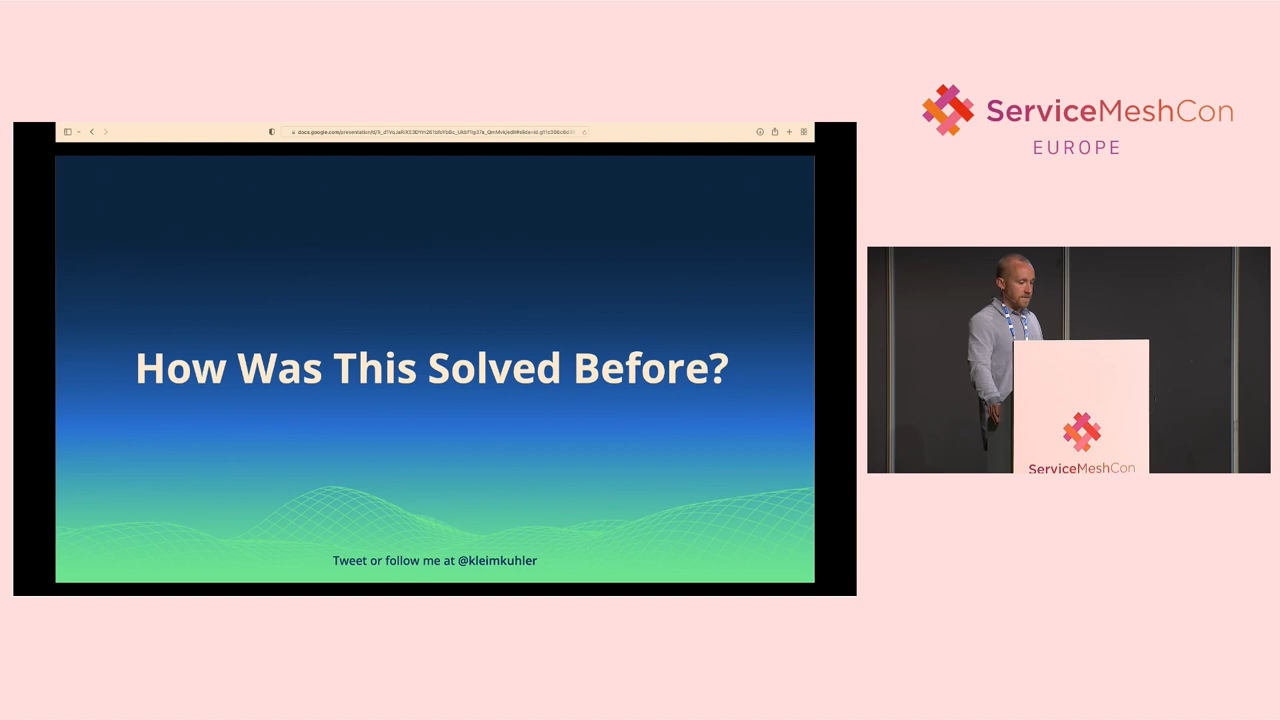 ServiceMeshCon
EUROPE
How Was This Solved Before?
Tweet or follow me at @kleimkuhler
ServiceMeshCon